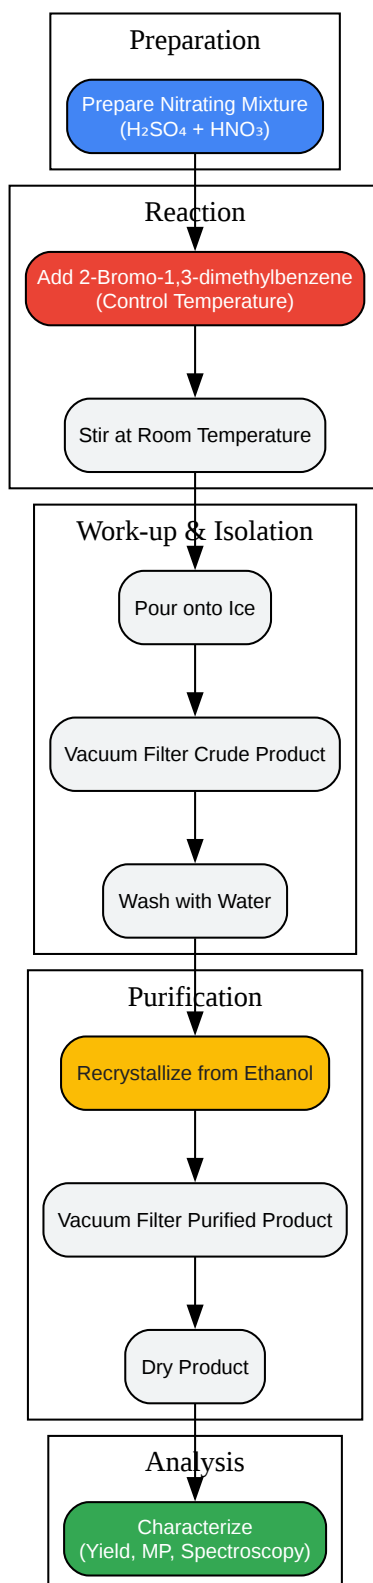 Preparation
Prepare Nitrating Mixture
(H₂SO₄ + HNO₃)
Reaction
Add 2-Bromo-1,3-dimethylbenzene
(Control Temperature)
Stir at Room Temperature
Work-up & Isolation
Pour onto Ice
Vacuum Filter Crude Product
Wash with Water
Purification
Recrystallize from Ethanol
Vacuum Filter Purified Product
Dry Product
Analysis
Characterize
(Yield, MP, Spectroscopy)